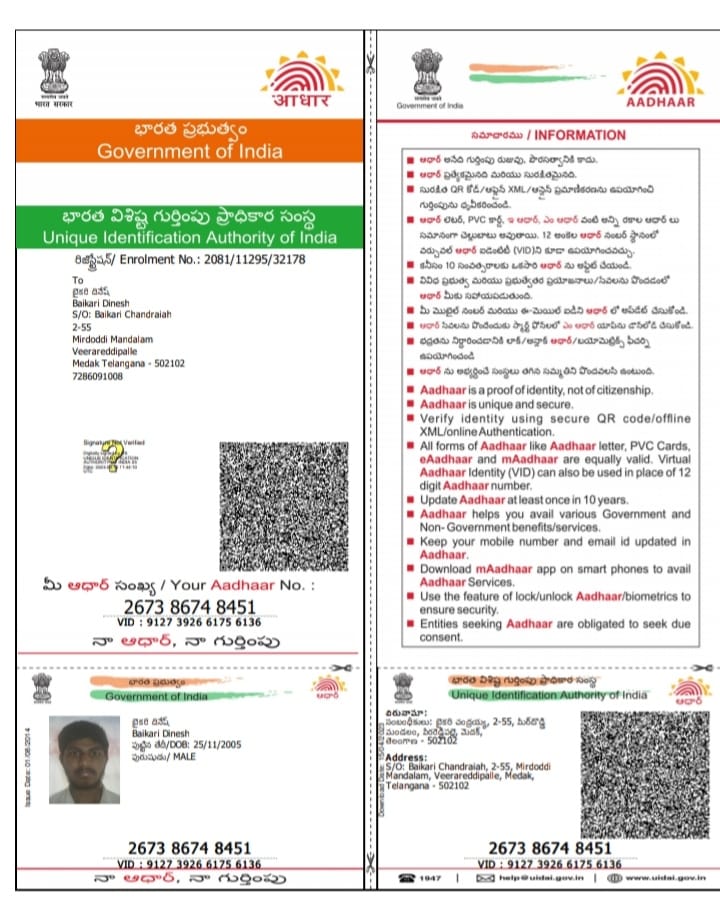 भारत सरकार
आधार
భారత ప్రభుత్వం
Government of India
భారత విశిష్ట గుర్తింపు ప్రాధికార సంస్థ
Unique Identification Authority of India
రిజిస్ట్రేషన్/ Enrolment No.: 2081/11295/32178
To
బైకరి దినేష్
Baikari Dinesh
S/O: Baikari Chandraiah
2-55
Mirdoddi Mandalam
Veerareddipalle
Medak Telangana - 502102
7286091008
Signature Not Verified
మీ ఆధార్ సంఖ్య / Your Aadhaar No. :
2673 8674 8451
VID : 9127 3926 6175 6136
నా ఆధార్, నా గుర్తింపు
Government of India
AADHAAR
సమాచారము / INFORMATION
ఆధార్ అనేది గుర్తింపు రుజువు, పౌరసత్వానికి కాదు.
ఆధార్ ప్రత్యేకమైనది మరియు సురక్షితమైనది.
సురక్షిత QR కోడ్/ఆఫ్లైన్ XML/ఆన్లైన్ ప్రమాణీకరణను ఉపయోగించి
గుర్తింపును ధృవీకరించండి.
ఆధార్ లెటర్, PVC కార్డ్, ఇ ఆధార్, ఎం ఆధార్ వంటి అన్ని రకాల ఆధార్ లు
సమానంగా చెల్లుబాటు అవుతాయి. 12 అంకెల ఆధార్ నంబర్ స్థానంలో
వర్చువల్ ఆధార్ ఐడెంటిటీ (VID)ని కూడా ఉపయోగించవచ్చు.
కనీసం 10 సంవత్సరాలకు ఒకసారి ఆధార్ ను అప్డేట్ చేయండి.
వివిధ ప్రభుత్వ మరియు ప్రభుత్వేతర ప్రయోజనాలు/సేవలను పొందడంలో
ఆధార్ మీకు సహాయపడుతుంది.
మీ మొబైల్ నంబర్ మరియు ఈ-మెయిల్ ఐడిని ఆధార్ లో అప్‌డేట్ చేసుకోండి.
ఆధార్ సేవలను పొందేందుకు స్మార్ట్ ఫోన్‌లలో ఎం ఆధార్ యాప్‌ను డౌన్‌లోడ్ చేయండి.
భద్రతను నిర్ధారించడానికి లాక్/అన్లాక్ ఆధార్/బయోమెట్రిక్స్ ఫీచర్ని
ఉపయోగించండి
ఆధార్ ను అభ్యర్థించే సంస్థలు తగిన సమ్మతిని పొందవలసి ఉంటుంది.
Aadhaar is a proof of identity, not of citizenship.
Aadhaar is unique and secure.
Verify identity using secure QR code/offline
XML/online Authentication.
All forms of Aadhaar like Aadhaar letter, PVC Cards,
eAadhaar and mAadhaar are equally valid. Virtual
Aadhaar Identity (VID) can also be used in place of 12
digit Aadhaar number.
Update Aadhaar at least once in 10 years.
Aadhaar helps you avail various Government and
Non- Government benefits/services.
Keep your mobile number and email id updated in
Aadhaar.
Download mAadhaar app on smart phones to avail
Aadhaar Services.
Use the feature of lock/unlock Aadhaar/biometrics to
ensure security.
Entities seeking Aadhaar are obligated to seek due
consent.
భారత ప్రభుత్వం
Government of India
ఆధార్
Issue Date: 01/08/2014
బైకరి దినేష్
Baikari Dinesh
పుట్టిన తేదీ/DOB: 25/11/2005
పురుషుడు/ MALE
2673 8674 8451
VID : 9127 3926 6175 6136
నా ఆధార్, నా గుర్తింపు
భారత విశిష్ట గుర్తింపు ప్రాధికార సంస్థ
Unique Identification Authority of India
ఆధార్
చిరునామా:
సంబంధీకులు: బైకరి చంద్రయ్య, 2-55, మిర్‌దొడ్డి
మండలం, వీరారెడ్డిపల్లె, మెదక్,
తెలంగాణ - 502102
Address:
S/O: Baikari Chandraiah, 2-55, Mirdoddi
Mandalam, Veerareddipalle, Medak,
Telangana - 502102
2673 8674 8451
VID : 9127 3926 6175 6136
1947 | help@uidai.gov.in | www.uidai.gov.in